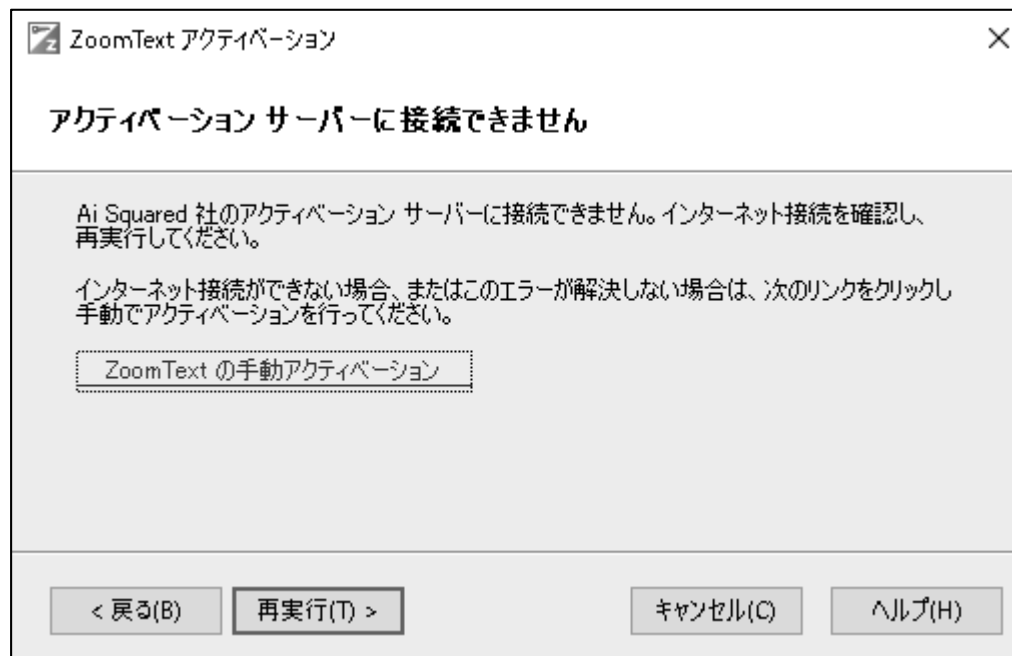 ZoomText アクティベーション
アクティベーション サーバーに接続できません
Ai Squared 社のアクティベーション サーバーに接続できません。インターネット接続を確認し、
再実行してください。
インターネット接続ができない場合、またはこのエラーが解決しない場合は、次のリンクをクリックし
手動でアクティベーションを行ってください。
ZoomText の手動アクティベーション
< 戻る(B)
再実行(T) >
キャンセル(C)
ヘルプ(H)